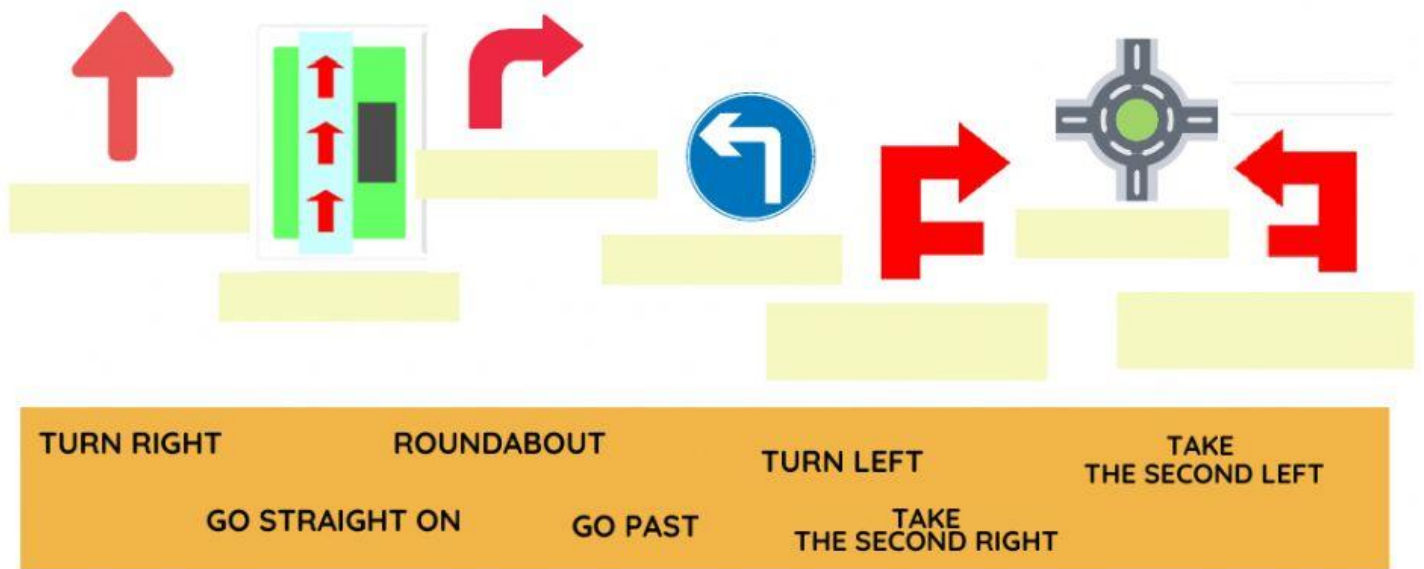 TURN RIGHT
ROUNDABOUT
TURN LEFT
TAKE
THE SECOND LEFT
GO STRAIGHT ON
GO PAST
TAKE
THE SECOND RIGHT